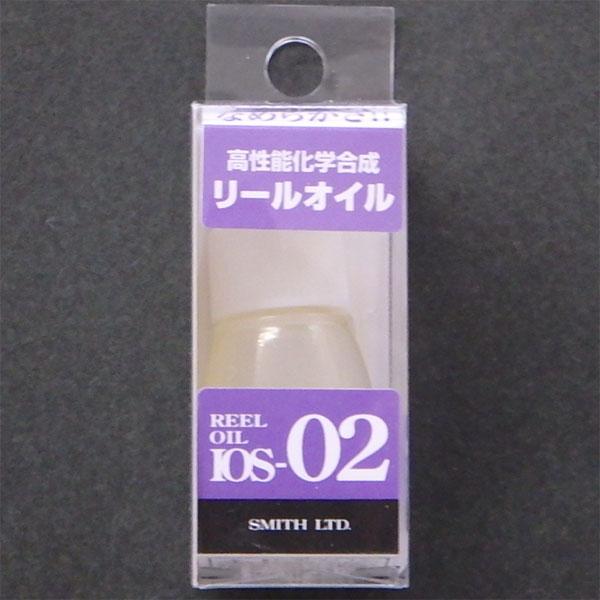 なめらかさ!!
高性能化学合成
リールオイル
REEL
OIL
IOS-02
SMITH LTD.